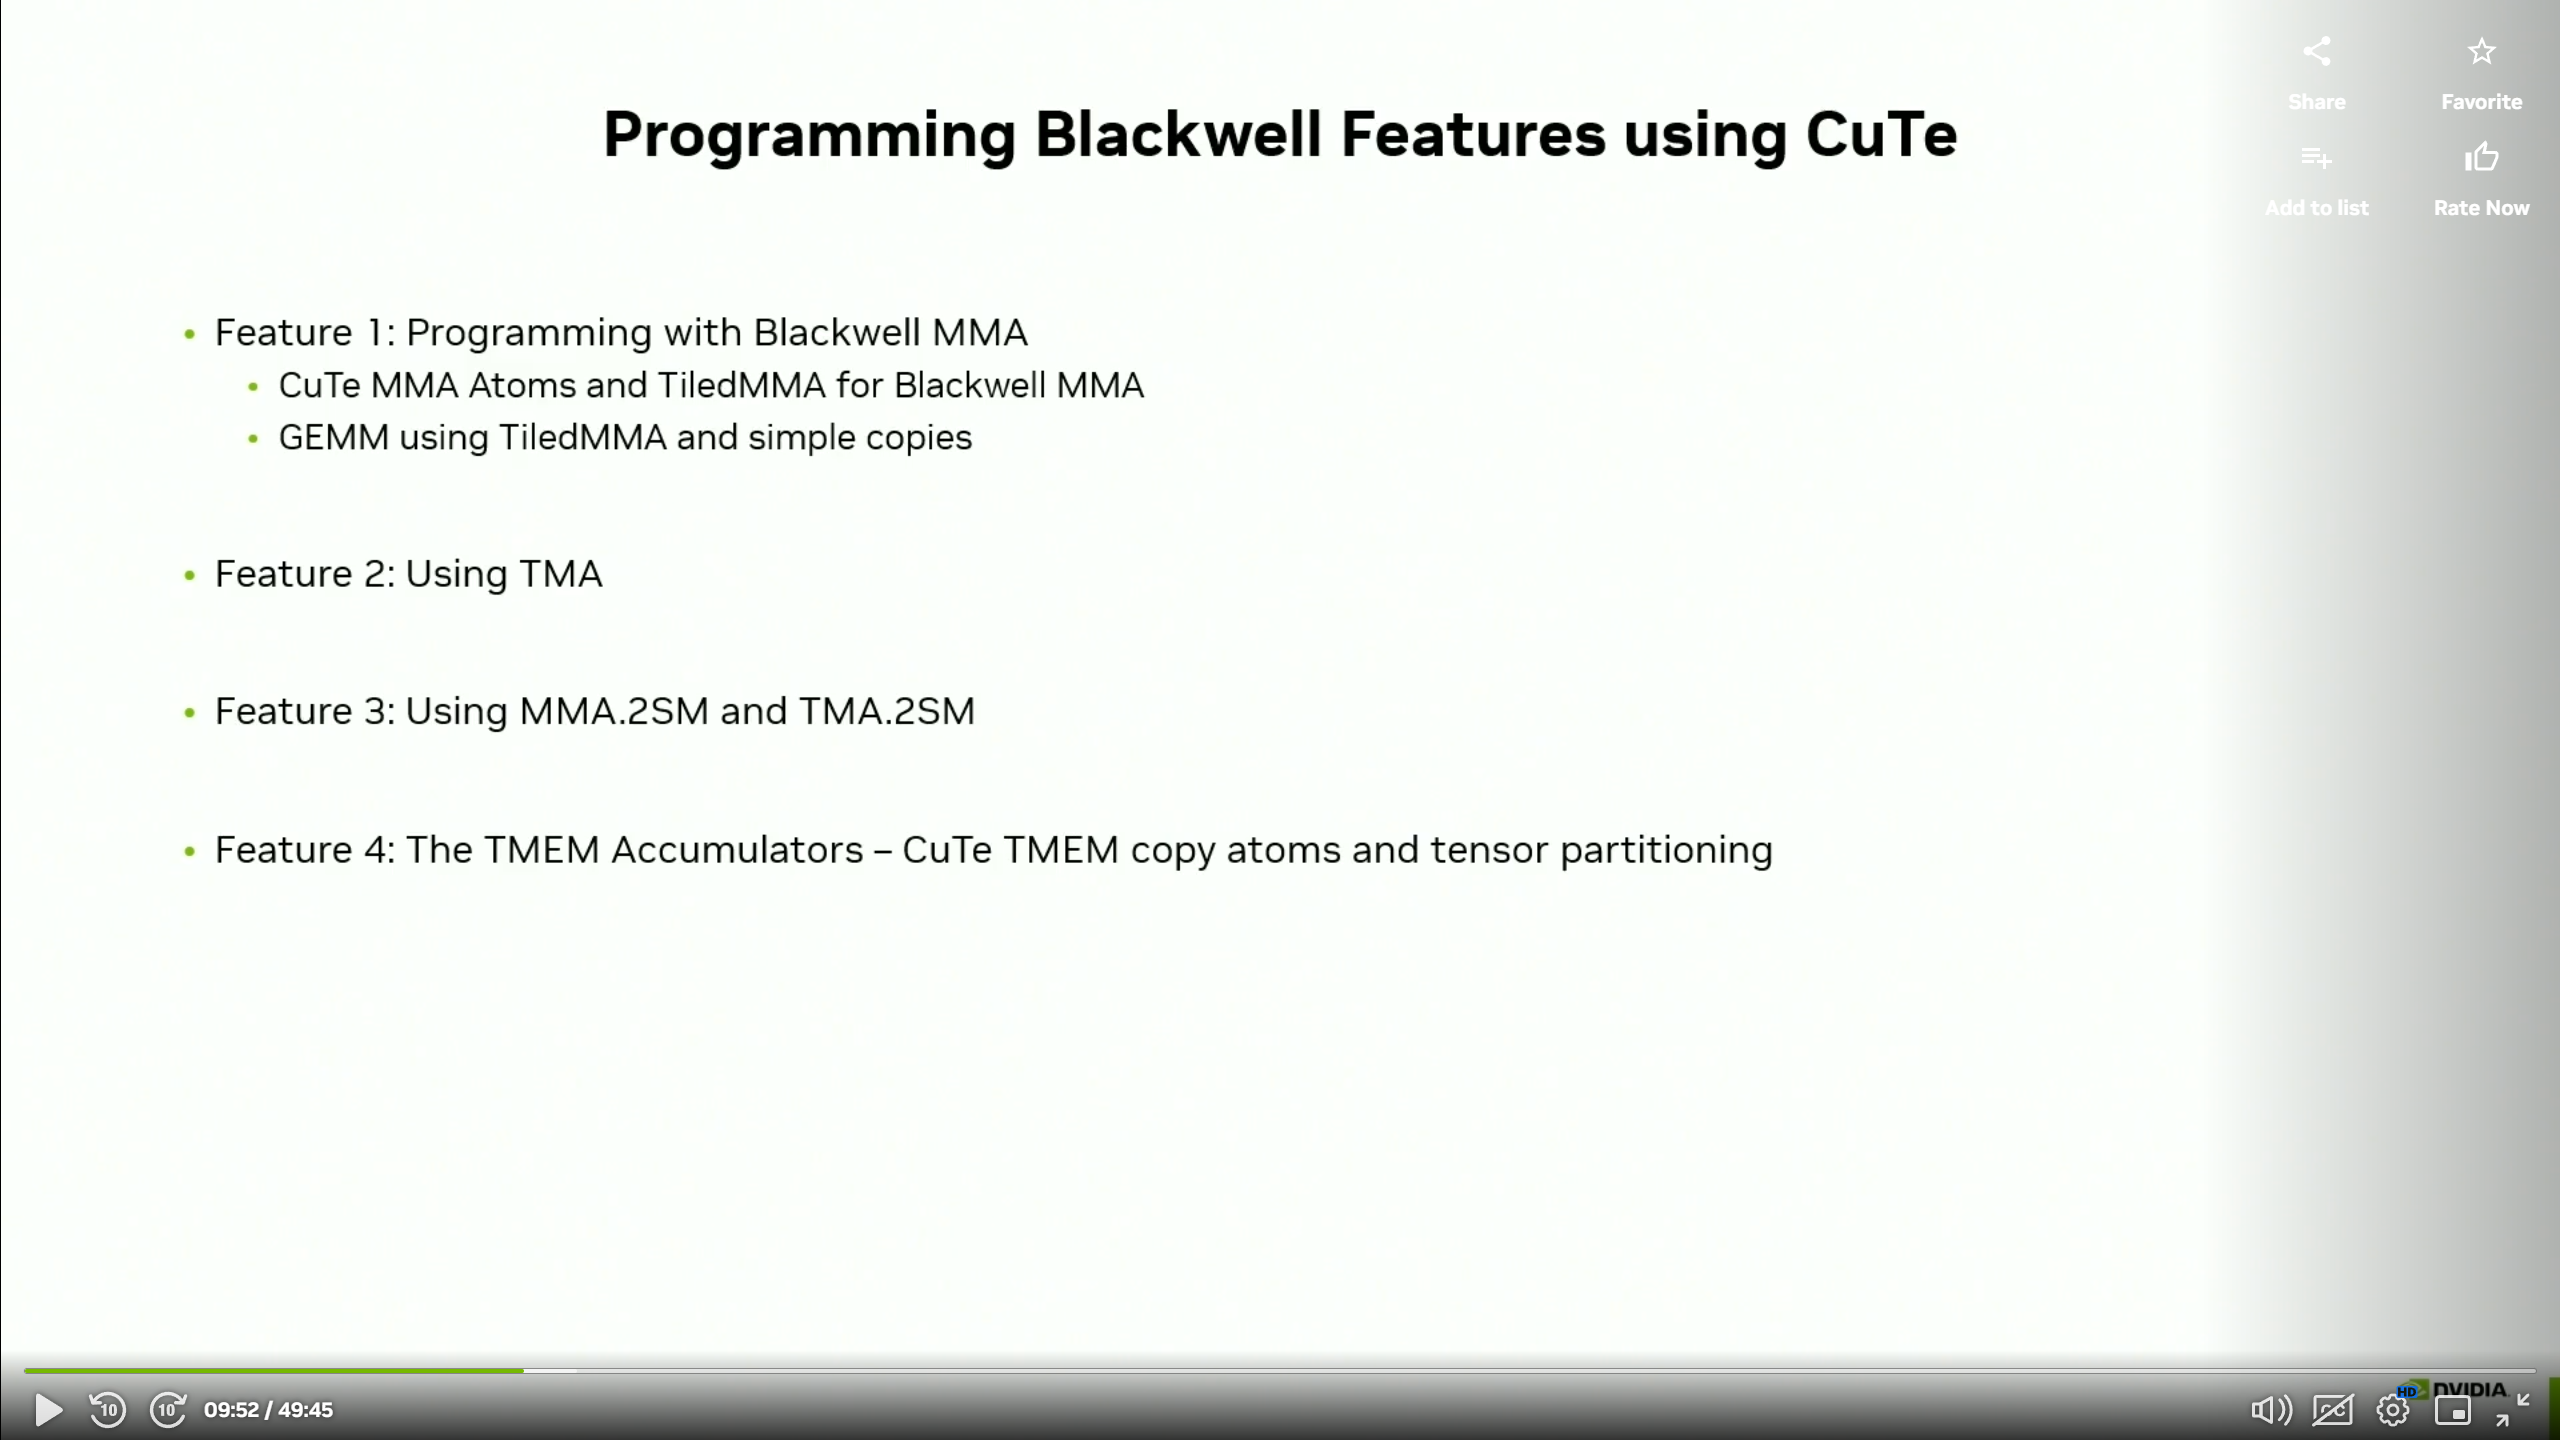 Programming Blackwell Features using CuTe
Share
Favorite
Add to list
Rate Now
• Feature 1: Programming with Blackwell MMA
• CuTe MMA Atoms and TiledMMA for Blackwell MMA
• GEMM using TiledMMA and simple copies
• Feature 2: Using TMA
• Feature 3: Using MMA.2SM and TMA.2SM
• Feature 4: The TMEM Accumulators – CuTe TMEM copy atoms and tensor partitioning
10
10
09:52 / 49:45
CC
HD
NVIDIA